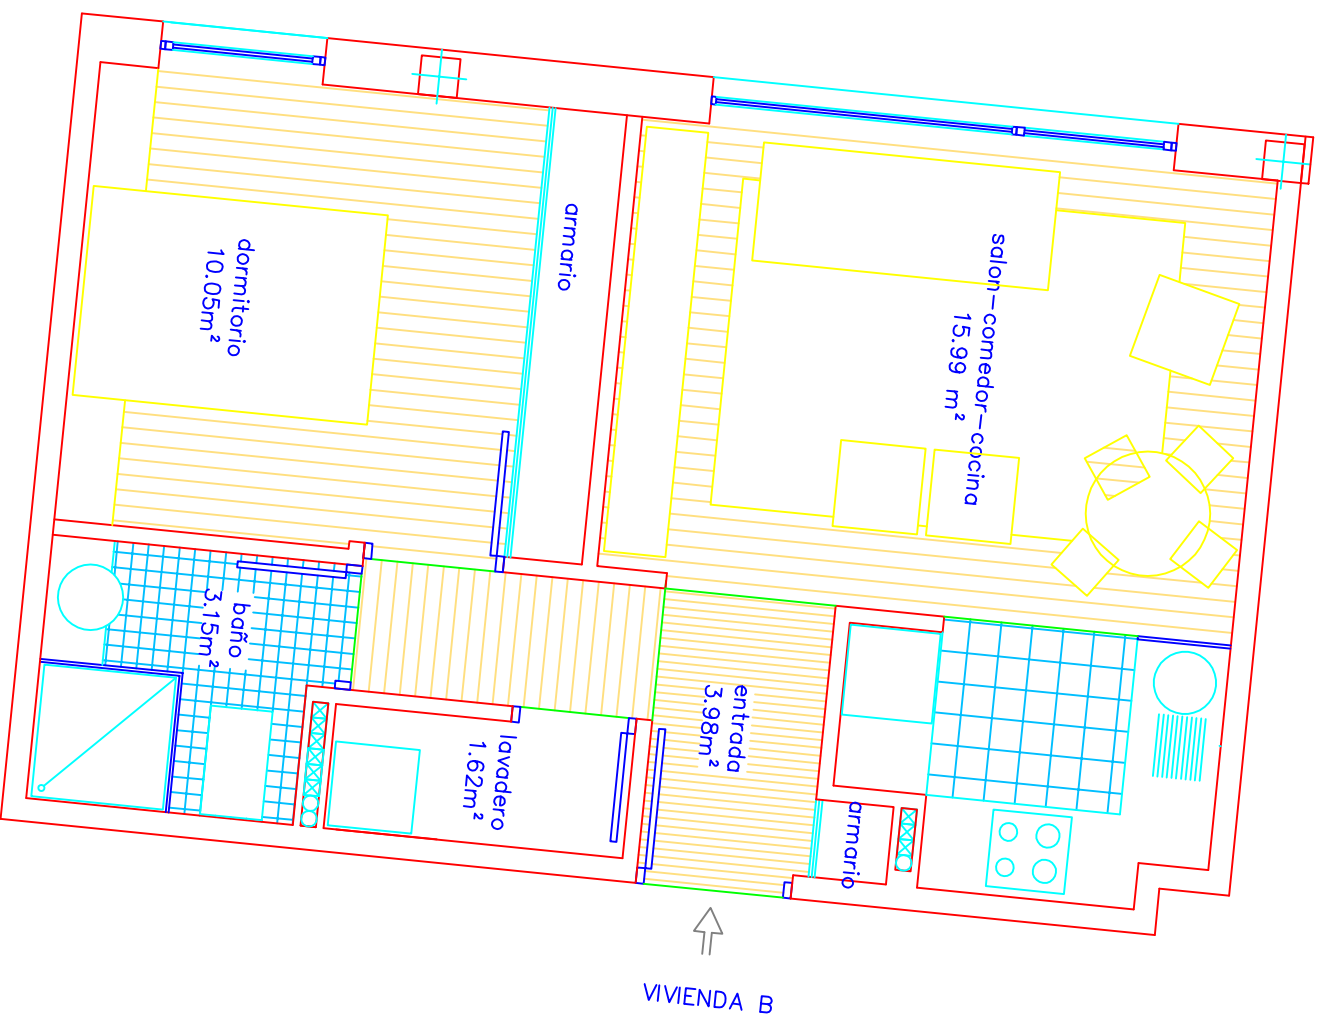 dormitorio
10.05m²
armario
salon-comedor-cocina
15.99 m²
baño
3.15m²
lavadero
1.62m²
entrada
3.98m²
armario
VIVIENDA B